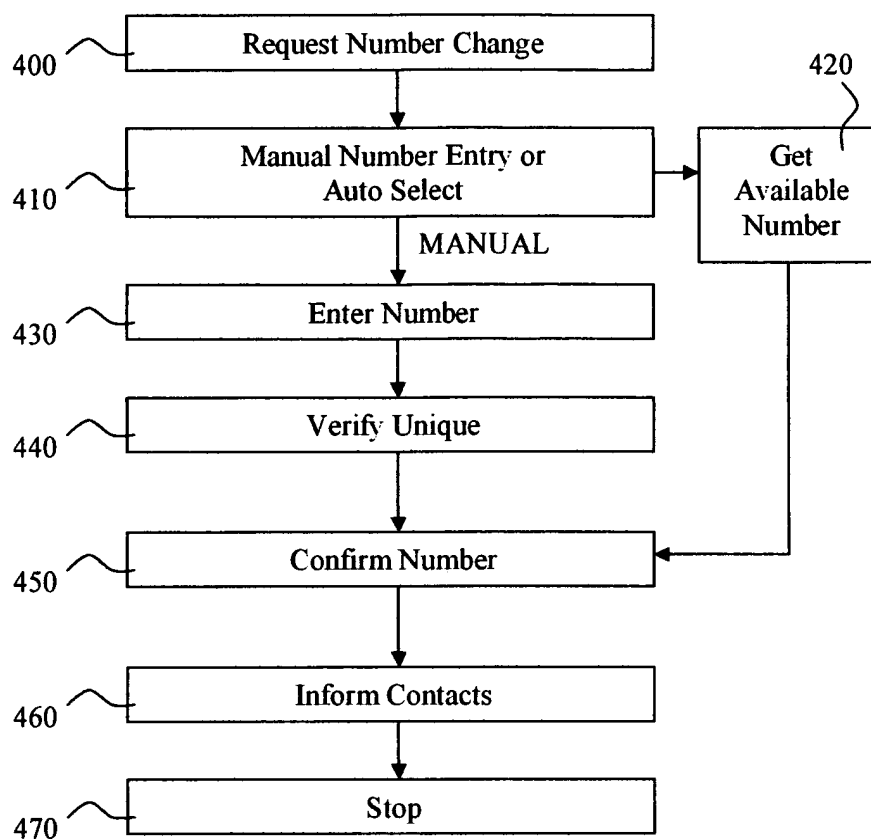 400
Request Number Change
420
410
Manual Number Entry or
Auto Select
Get
Available
Number
MANUAL
430
Enter Number
440
Verify Unique
450
Confirm Number
460
Inform Contacts
470
Stop